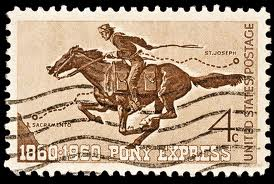 ST. JOSEPH
SACRAMENTO
4c
UNITED STATES POSTAGE
1860-1960 PONY EXPRESS